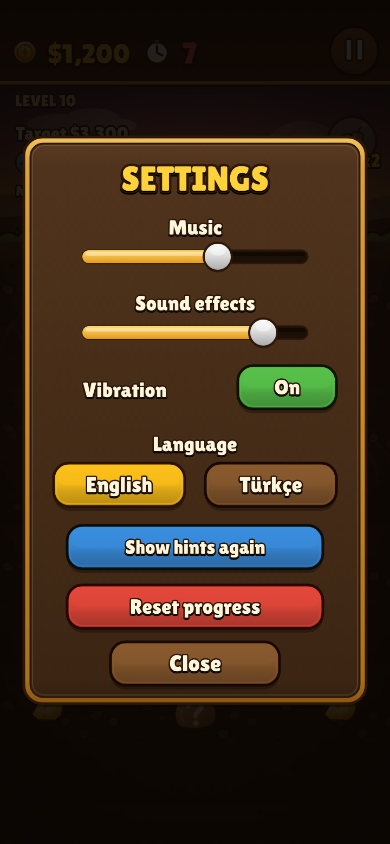 $1,200 7
LEVEL 10
Target $3,300
SETTINGS
Music
Sound effects
Vibration On
Language
English Türkçe
Show hints again
Reset progress
Close
?